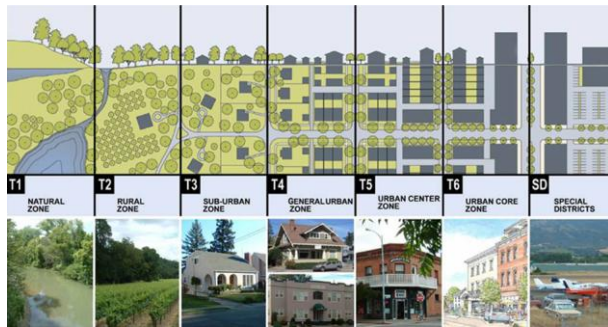 T1
NATURAL
ZONE
T2
RURAL
ZONE
T3
SUB-URBAN
ZONE
T4
GENERAL URBAN
ZONE
T5
URBAN CENTER
ZONE
T6
URBAN CORE
ZONE
SD
SPECIAL
DISTRICTS